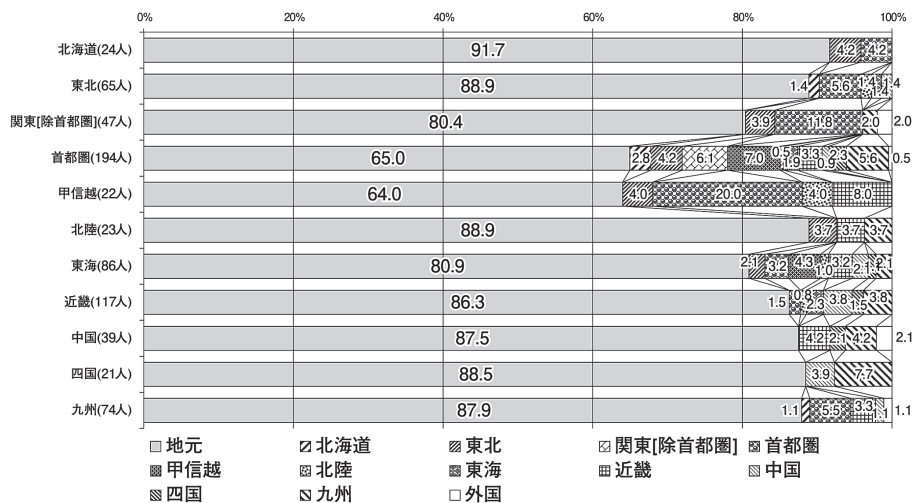 0% 20% 40% 60% 80% 100%
北海道(24人) 91.7 4.2 4.2
東北(65人) 88.9 1.4 5.6 1.4 1.4 1.4
関東[除首都圏](47人) 80.4 3.9 11.8 2.0 2.0
首都圏(194人) 65.0 2.8 4.2 6.1 7.0 0.5 1.9 3.3 0.9 2.3 5.6 0.5
甲信越(22人) 64.0 4.0 20.0 4.0 8.0
北陸(23人) 88.9 3.7 3.7 3.7
東海(86人) 80.9 2.1 3.2 4.3 1.0 3.2 2.1 2.1
近畿(117人) 86.3 1.5 0.8 2.3 3.8 1.5 3.8
中国(39人) 87.5 4.2 2.1 4.2 2.1
四国(21人) 88.5 3.9 7.7
九州(74人) 87.9 1.1 5.5 3.3 1.1 1.1
地元 北海道 東北 関東[除首都圏] 首都圏
甲信越 北陸 東海 近畿 中国
四国 九州 外国